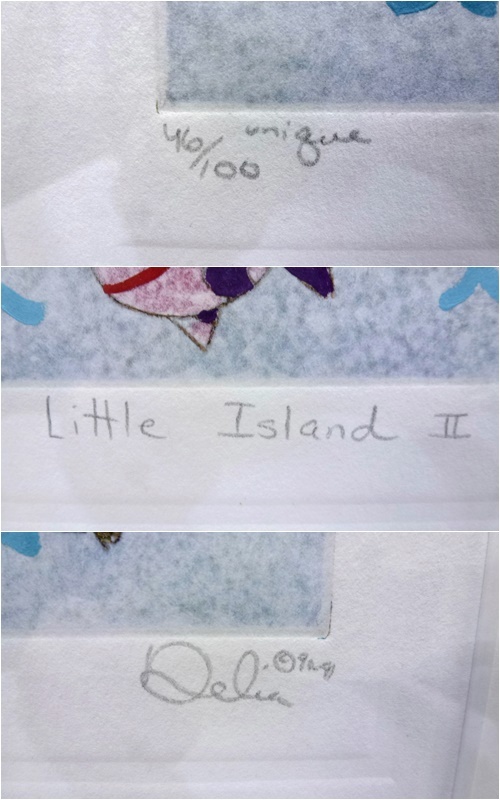 46/100 unique
Little Island II
Delia ©